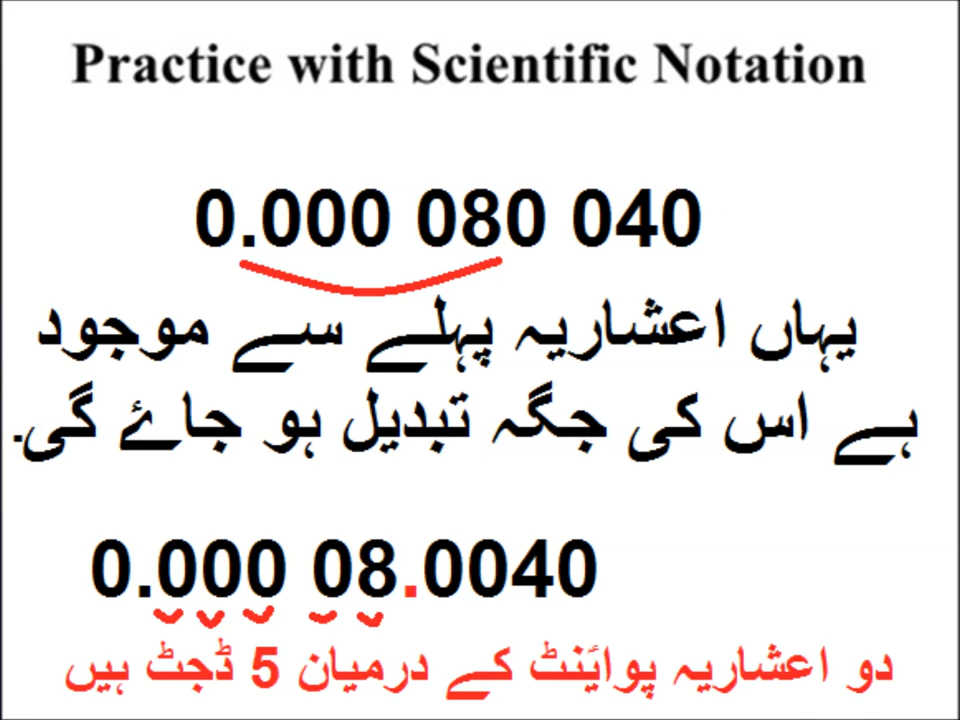 Practice with Scientific Notation
0.000 080 040
یہاں اعشاریہ پہلے سے موجود
ہے اس کی جگہ تبدیل ہو جاۓ گی۔
0.000 08.0040
دو اعشاریہ پوائنٹ کے درمیان 5 ڈجٹ ہیں